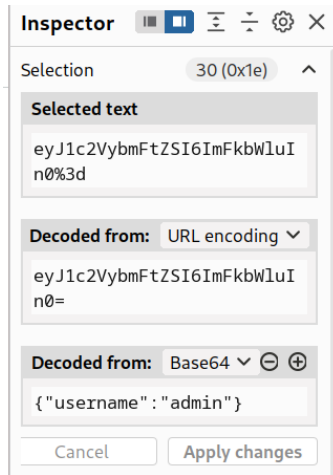 Inspector
Selection 30 (0x1e)
Selected text
eyJ1c2VybmFtZSI6ImFkbWluI
n0%3d
Decoded from: URL encoding
eyJ1c2VybmFtZSI6ImFkbWluI
n0=
Decoded from: Base64
{"username":"admin"}
Cancel Apply changes